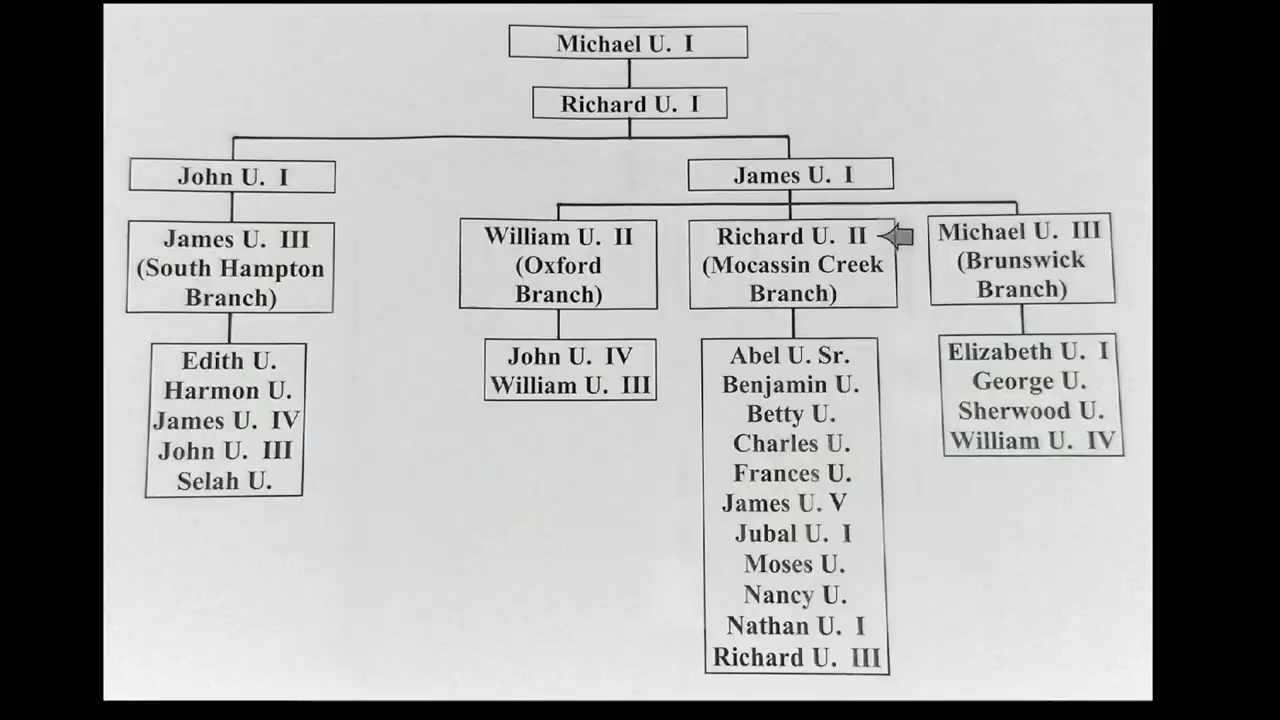 Michael U. I
Richard U. I
John U. I
James U. I
James U. III
(South Hampton
Branch)
William U. II
(Oxford
Branch)
Richard U. II
(Mocassin Creek
Branch)
Michael U. III
(Brunswick
Branch)
Edith U.
Harmon U.
James U. IV
John U. III
Selah U.
John U. IV
William U. III
Abel U. Sr.
Benjamin U.
Betty U.
Charles U.
Frances U.
James U. V
Jubal U. I
Moses U.
Nancy U.
Nathan U. I
Richard U. III
Elizabeth U. I
George U.
Sherwood U.
William U. IV